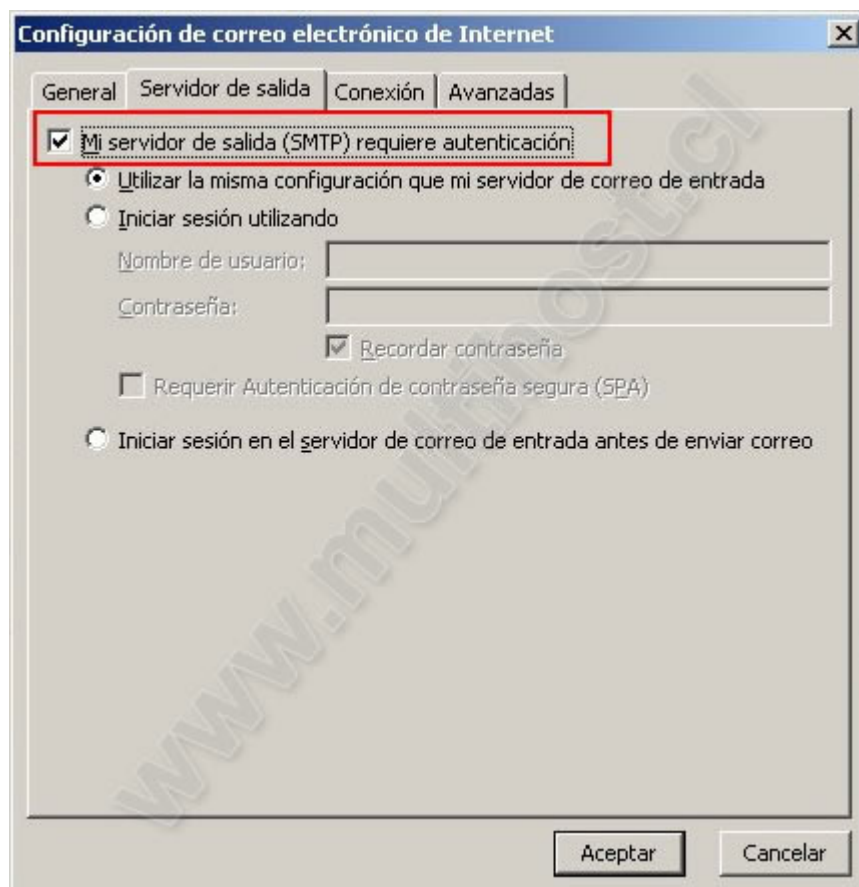 Configuración de correo electrónico de Internet
General Servidor de salida Conexión Avanzadas
Mi servidor de salida (SMTP) requiere autenticación
Utilizar la misma configuración que mi servidor de correo de entrada
Iniciar sesión utilizando
Nombre de usuario:
Contraseña:
Recordar contraseña
Requerir Autenticación de contraseña segura (SPA)
Iniciar sesión en el servidor de correo de entrada antes de enviar correo
www.multihost.cl
Aceptar Cancelar